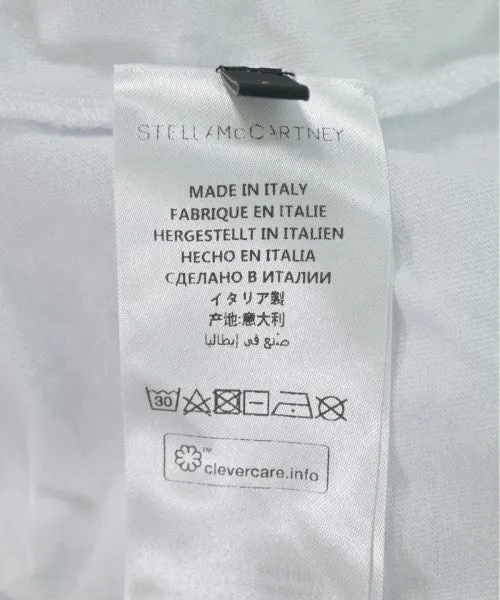 STELLA McCARTNEY
MADE IN ITALY
FABRIQUE EN ITALIE
HERGESTELLT IN ITALIEN
HECHO EN ITALIA
СДЕЛАНО В ИТАЛИИ
イタリア製
产地:意大利
صنع في إيطاليا
30
™
clevercare.info